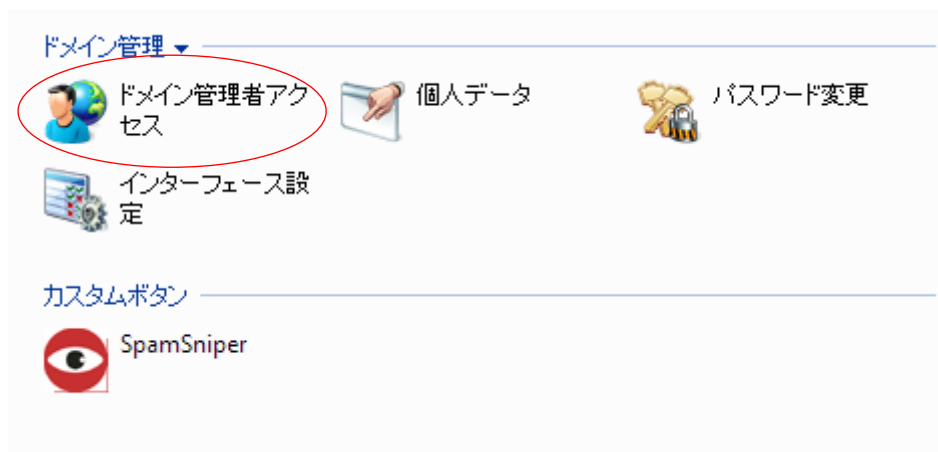 ドメイン管理
ドメイン管理者アク
セス
個人データ
パスワード変更
インターフェース設
定
カスタムボタン
SpamSniper